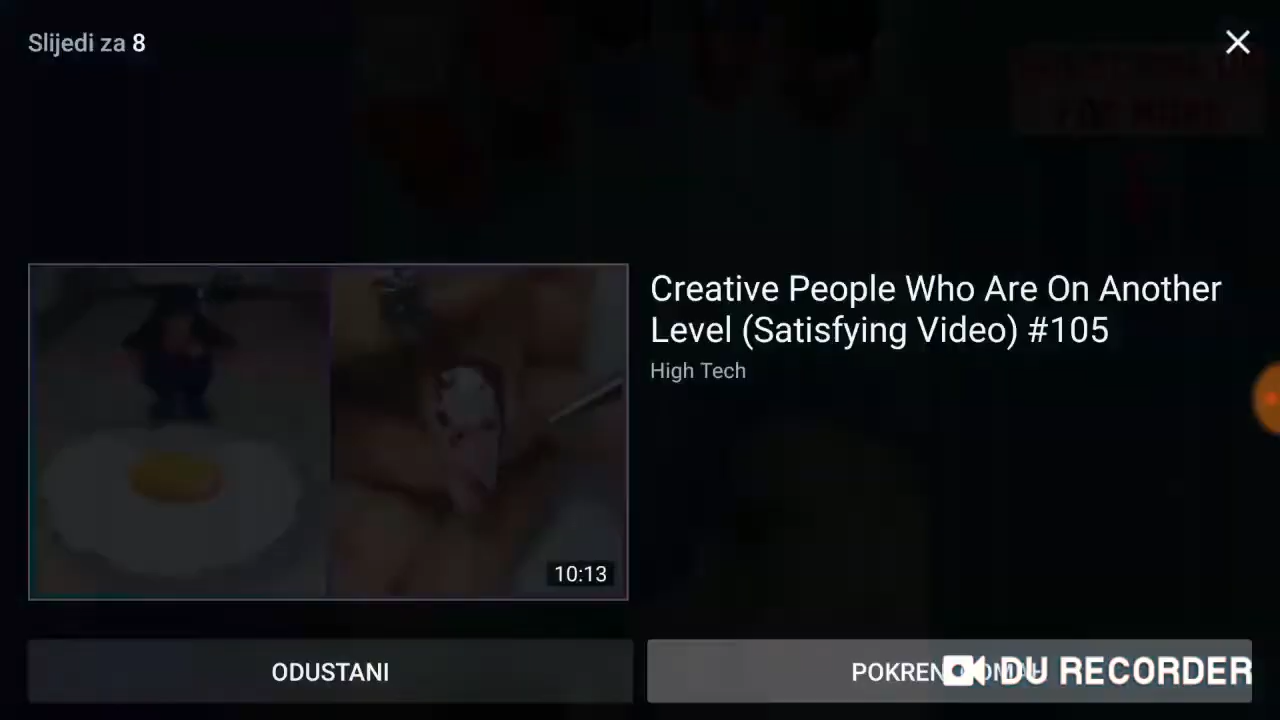 Slijedi za 8
Creative People Who Are On Another
Level (Satisfying Video) #105
High Tech
10:13
ODUSTANI
DU RECORDER